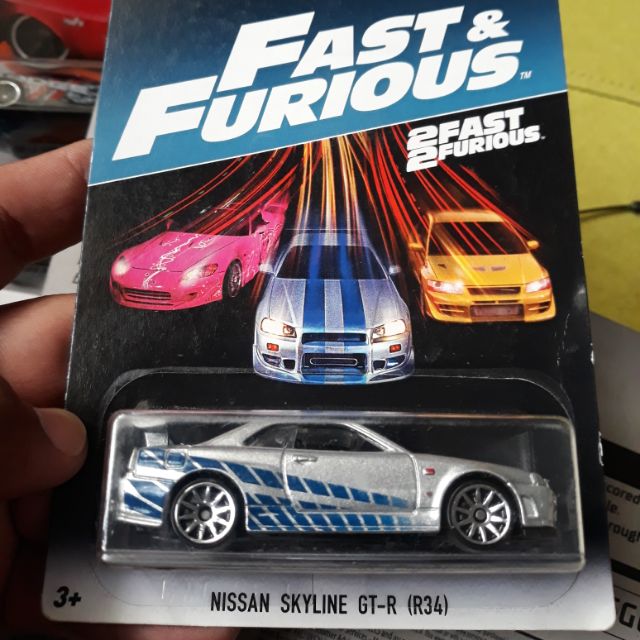 FAST &
FURIOUS™
2FAST
2FURIOUS
3+
NISSAN SKYLINE GT-R (R34)